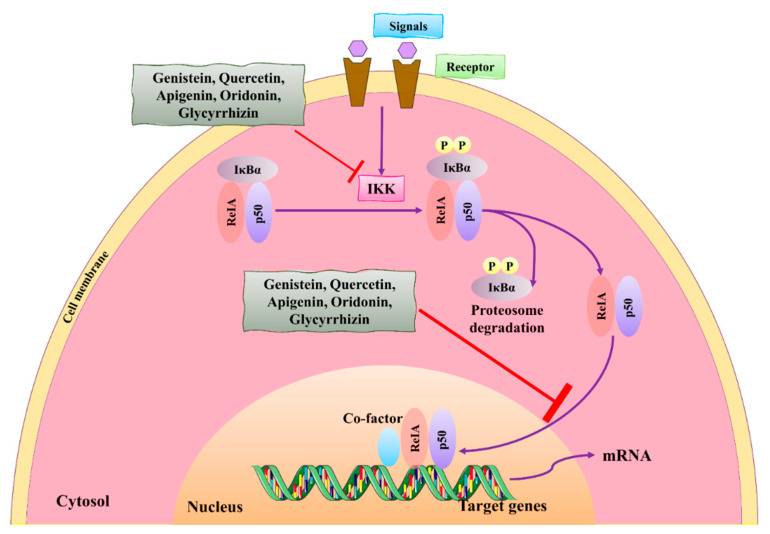 Signals
Receptor
Genistein, Quercetin,
Apigenin, Oridonin,
Glycyrrhizin
P P
IκBα
IκBα
IKK
RelA
p50
RelA
p50
Cell membrane
Genistein, Quercetin,
Apigenin, Oridonin,
Glycyrrhizin
P P
IκBα
Proteosome
degradation
RelA
p50
Co-factor
RelA
p50
mRNA
Cytosol
Nucleus
Target genes